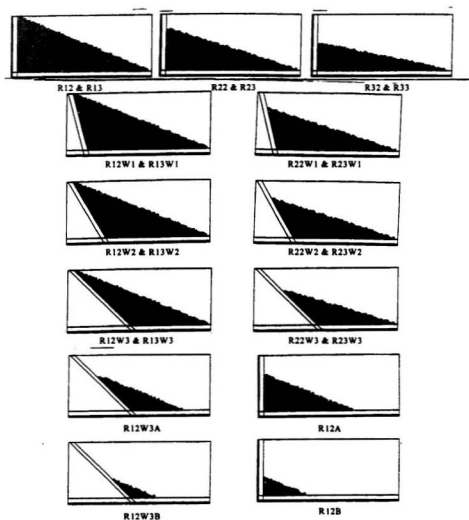 R12 & R13 R22 & R23 R32 & R33
R12W1 & R13W1 R22W1 & R23W1
R12W2 & R13W2 R22W2 & R23W2
R12W3 & R13W3 R22W3 & R23W3
R12W3A R12A
R12W3B R12B